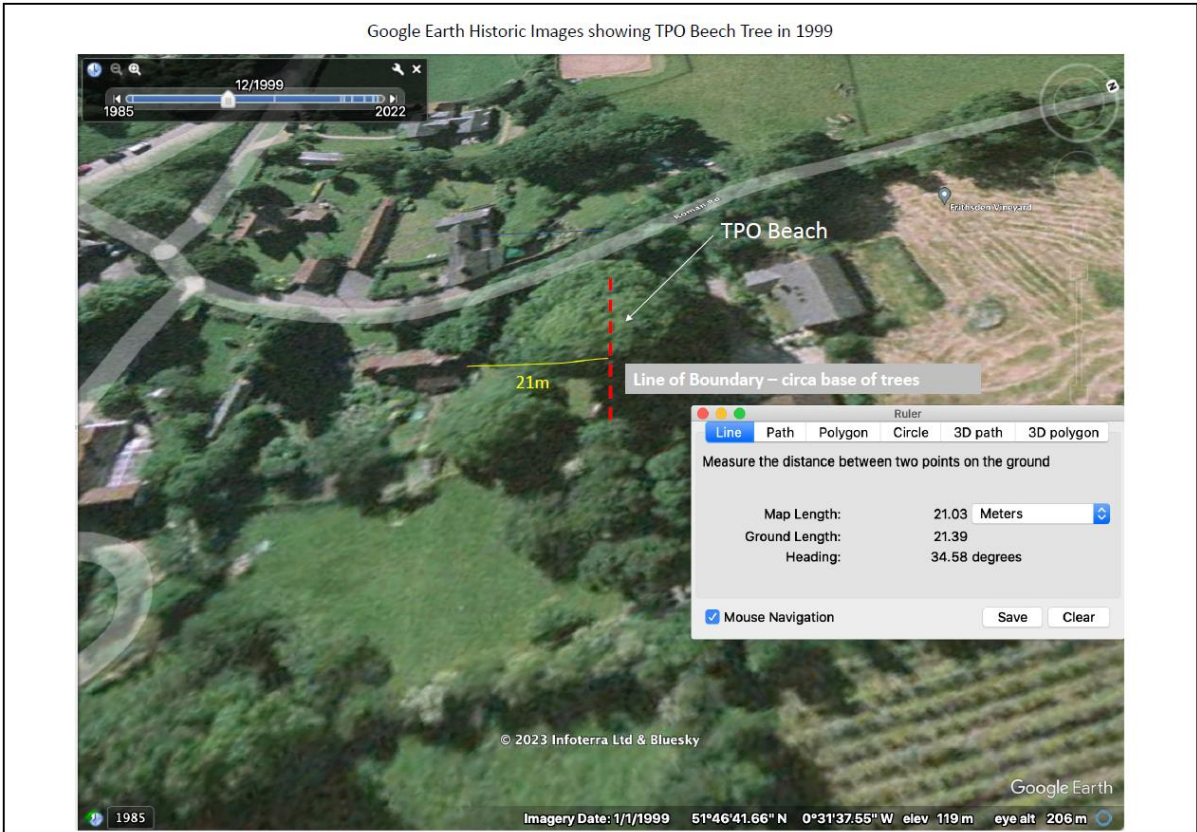 Google Earth Historic Images showing TPO Beech Tree in 1999
12/1999
1985
2022
N
Frithsden Vineyard
TPO Beach
21m
Line of Boundary – circa base of trees
Ruler
Line Path Polygon Circle 3D path 3D polygon
Measure the distance between two points on the ground
Map Length: 21.03 Meters
Ground Length: 21.39
Heading: 34.58 degrees
Mouse Navigation
Save Clear
© 2023 Infoterra Ltd & Bluesky
Google Earth
1985
Imagery Date: 1/1/1999 51°46'41.66" N 0°31'37.55" W elev 119 m eye alt 206 m